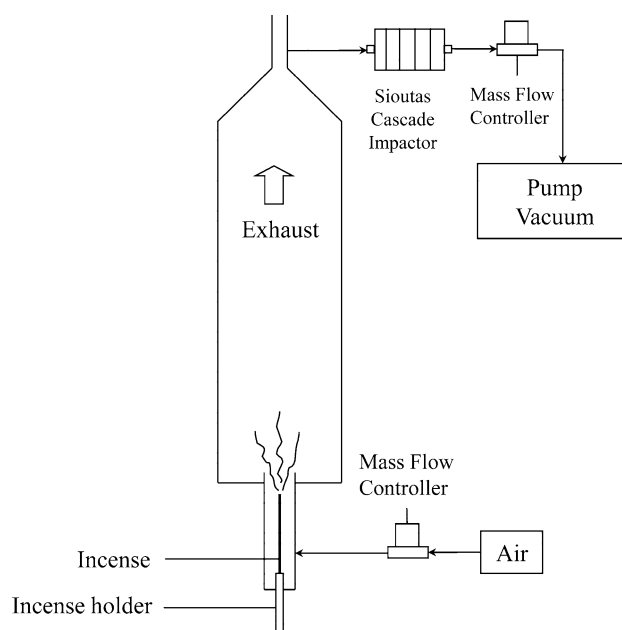 Sioutas
Cascade
Impactor
Mass Flow
Controller
Pump
Vacuum
Exhaust
Mass Flow
Controller
Air
Incense
Incense holder